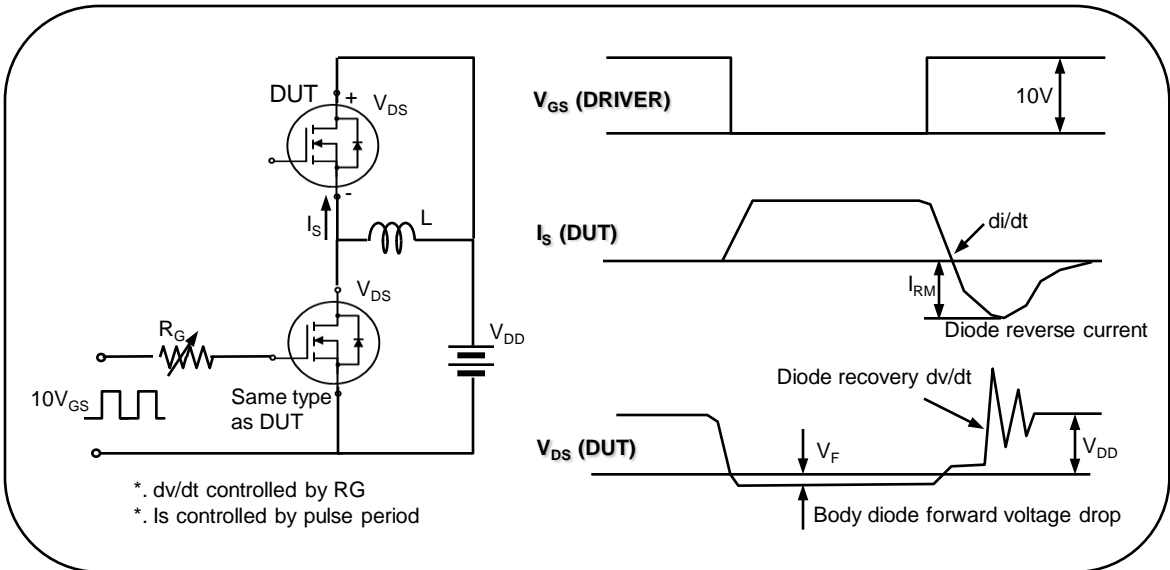 DUT
+
V_DS
-
I_S
L
V_DS
R_G
V_DD
10V_GS
Same type
as DUT
*. dv/dt controlled by RG
*. Is controlled by pulse period
V_GS (DRIVER)
10V
I_S (DUT)
di/dt
I_RM
Diode reverse current
Diode recovery dv/dt
V_DS (DUT)
V_F
V_DD
Body diode forward voltage drop